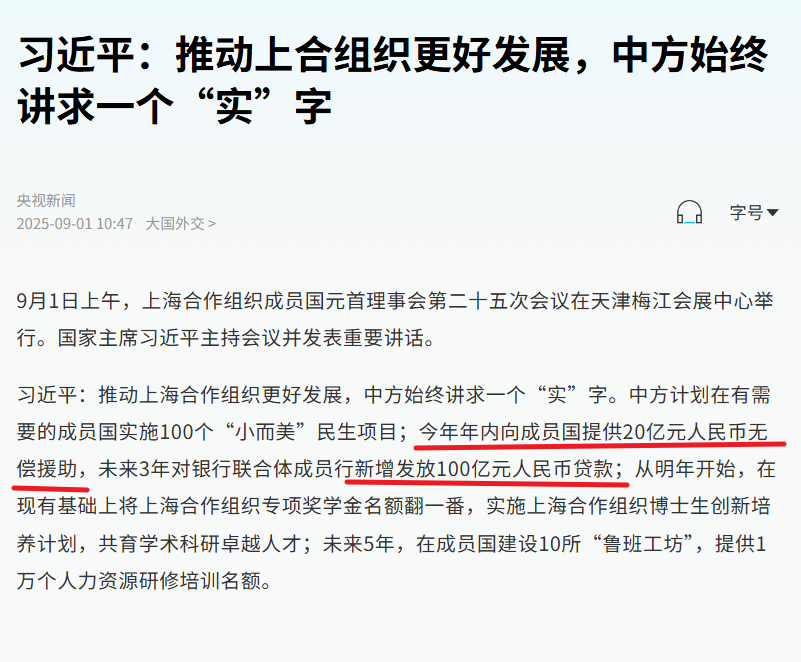 习近平：推动上合组织更好发展，中方始终
讲求一个“实”字
央视新闻
2025-09-01 10:47 大国外交 >
字号
9月1日上午，上海合作组织成员国元首理事会第二十五次会议在天津梅江会展中心举
行。国家主席习近平主持会议并发表重要讲话。
习近平：推动上海合作组织更好发展，中方始终讲求一个“实”字。中方计划在有需
要的成员国实施100个“小而美”民生项目；今年年内向成员国提供20亿元人民币无
偿援助，未来3年对银行联合体成员行新增发放100亿元人民币贷款；从明年开始，在
现有基础上将上海合作组织专项奖学金名额翻一番，实施上海合作组织博士生创新培
养计划，共育学术科研卓越人才；未来5年，在成员国建设10所“鲁班工坊”，提供1
万个人力资源研修培训名额。